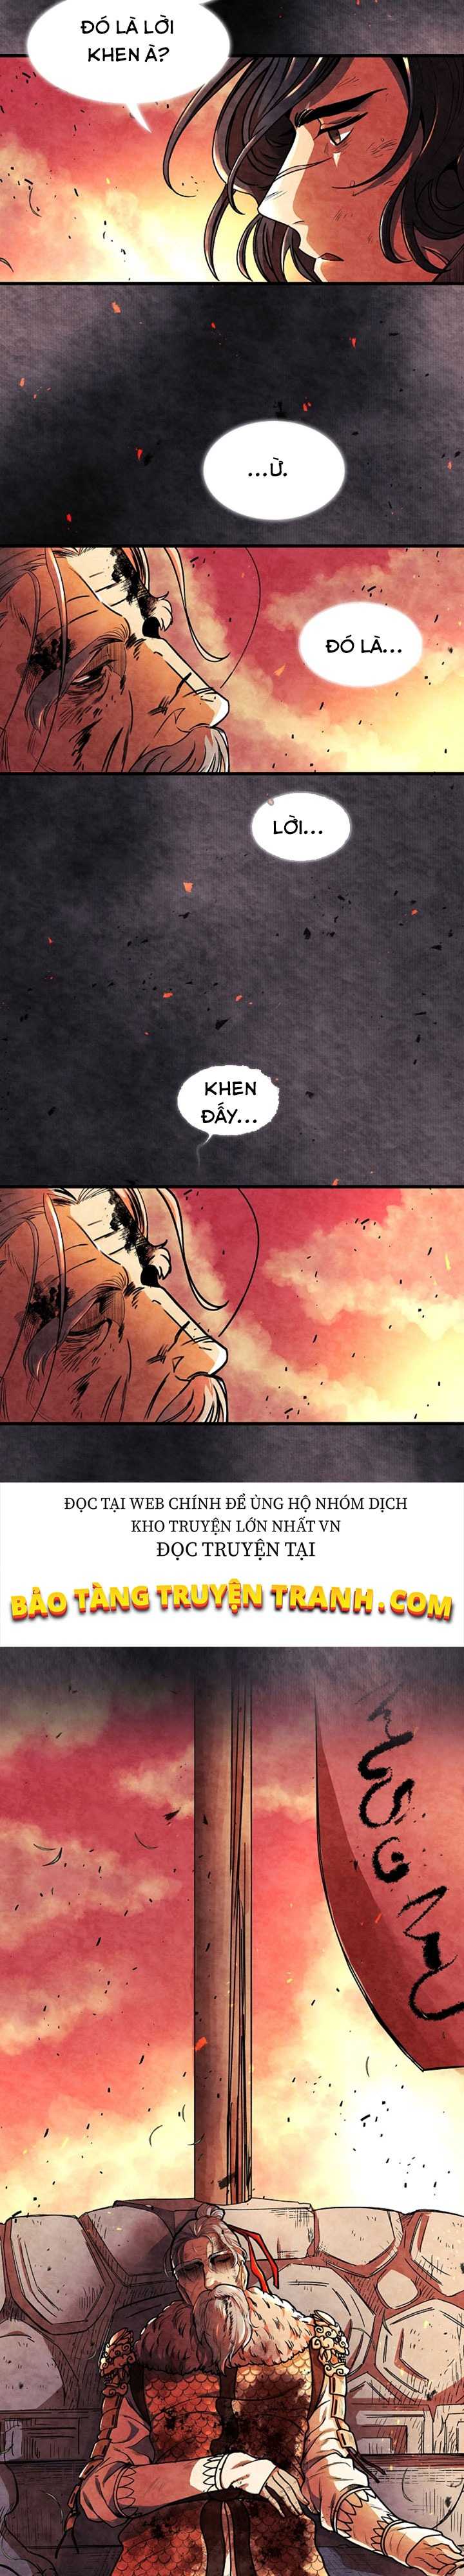 ĐÓ LÀ LỜI
KHEN À?
...Ừ.
ĐÓ LÀ...
LỜI...
KHEN
ĐẤY...
ĐỌC TẠI WEB CHÍNH ĐỂ ỦNG HỘ NHÓM DỊCH
KHO TRUYỆN LỚN NHẤT VN
ĐỌC TRUYỆN TẠI
BẢO TÀNG TRUYỆN TRANH.COM